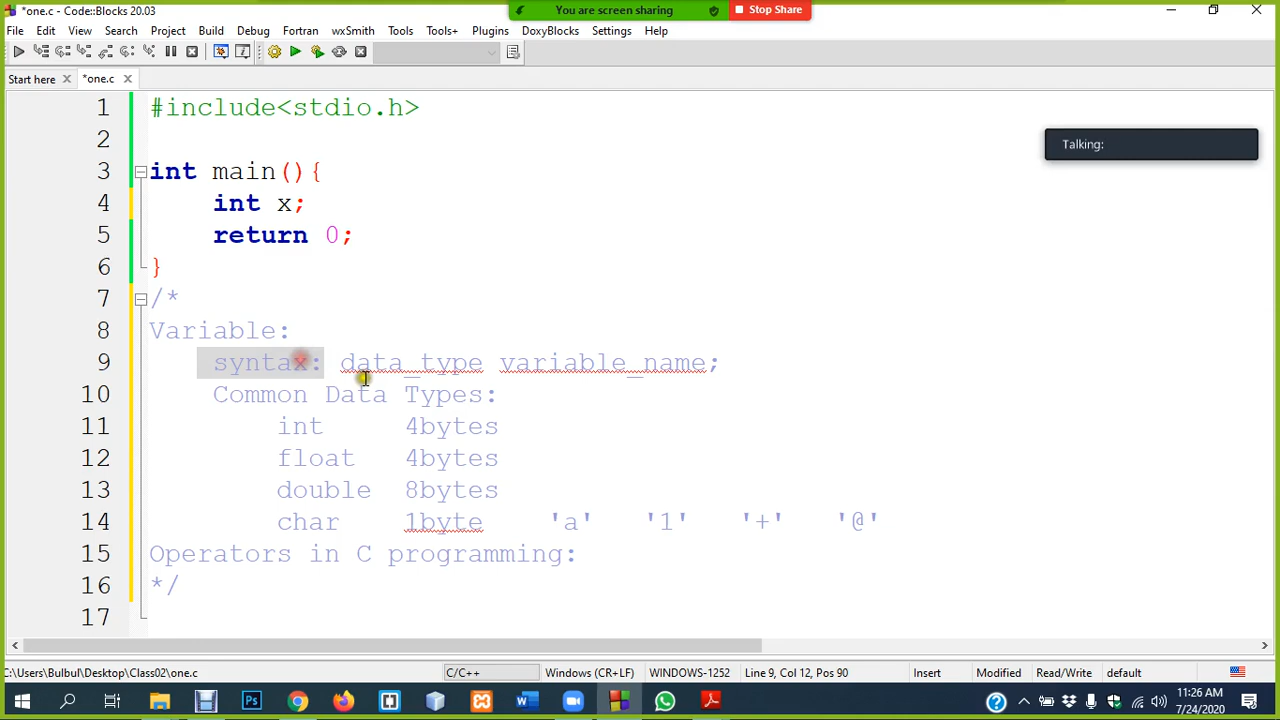 *one.c - Code::Blocks 20.03
You are screen sharing
Stop Share
File Edit View Search Project Build Debug Fortran wxSmith Tools Tools+ Plugins DoxyBlocks Settings Help
Start here *one.c
1 #include<stdio.h>
2
3 int main(){
4 int x;
5 return 0;
6 }
7 /*
8 Variable:
9 syntax: data_type variable_name;
10 Common Data Types:
11 int 4bytes
12 float 4bytes
13 double 8bytes
14 char 1byte 'a' '1' '+' '@'
15 Operators in C programming:
16 */
17
Talking:
C:\Users\Bulbul\Desktop\Class02\one.c C/C++ Windows (CR+LF) WINDOWS-1252 Line 9, Col 12, Pos 90 Insert Modified Read/Write default
11:26 AM
7/24/2020